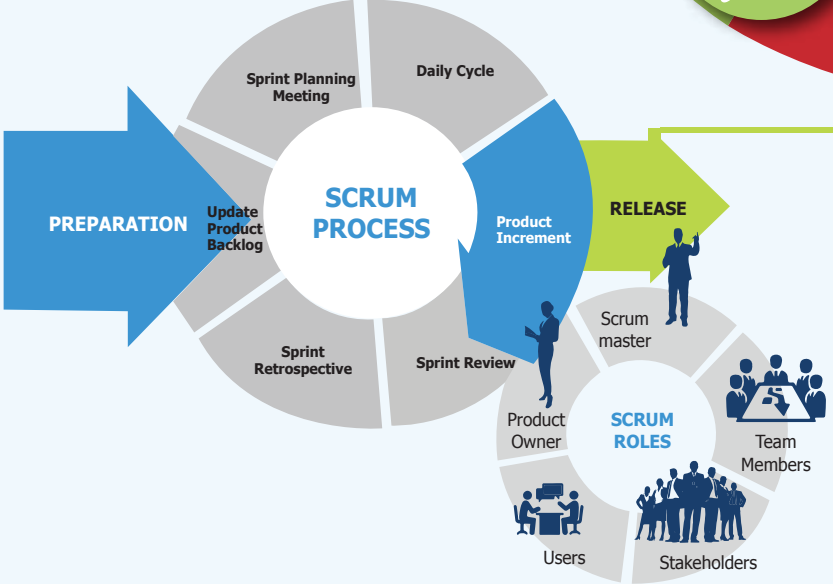 Sprint Planning
Meeting
Daily Cycle
PREPARATION
Update
Product
Backlog
SCRUM
PROCESS
Product
Increment
RELEASE
Sprint
Retrospective
Sprint Review
Scrum
master
Product
Owner
SCRUM
ROLES
Team
Members
Users
Stakeholders